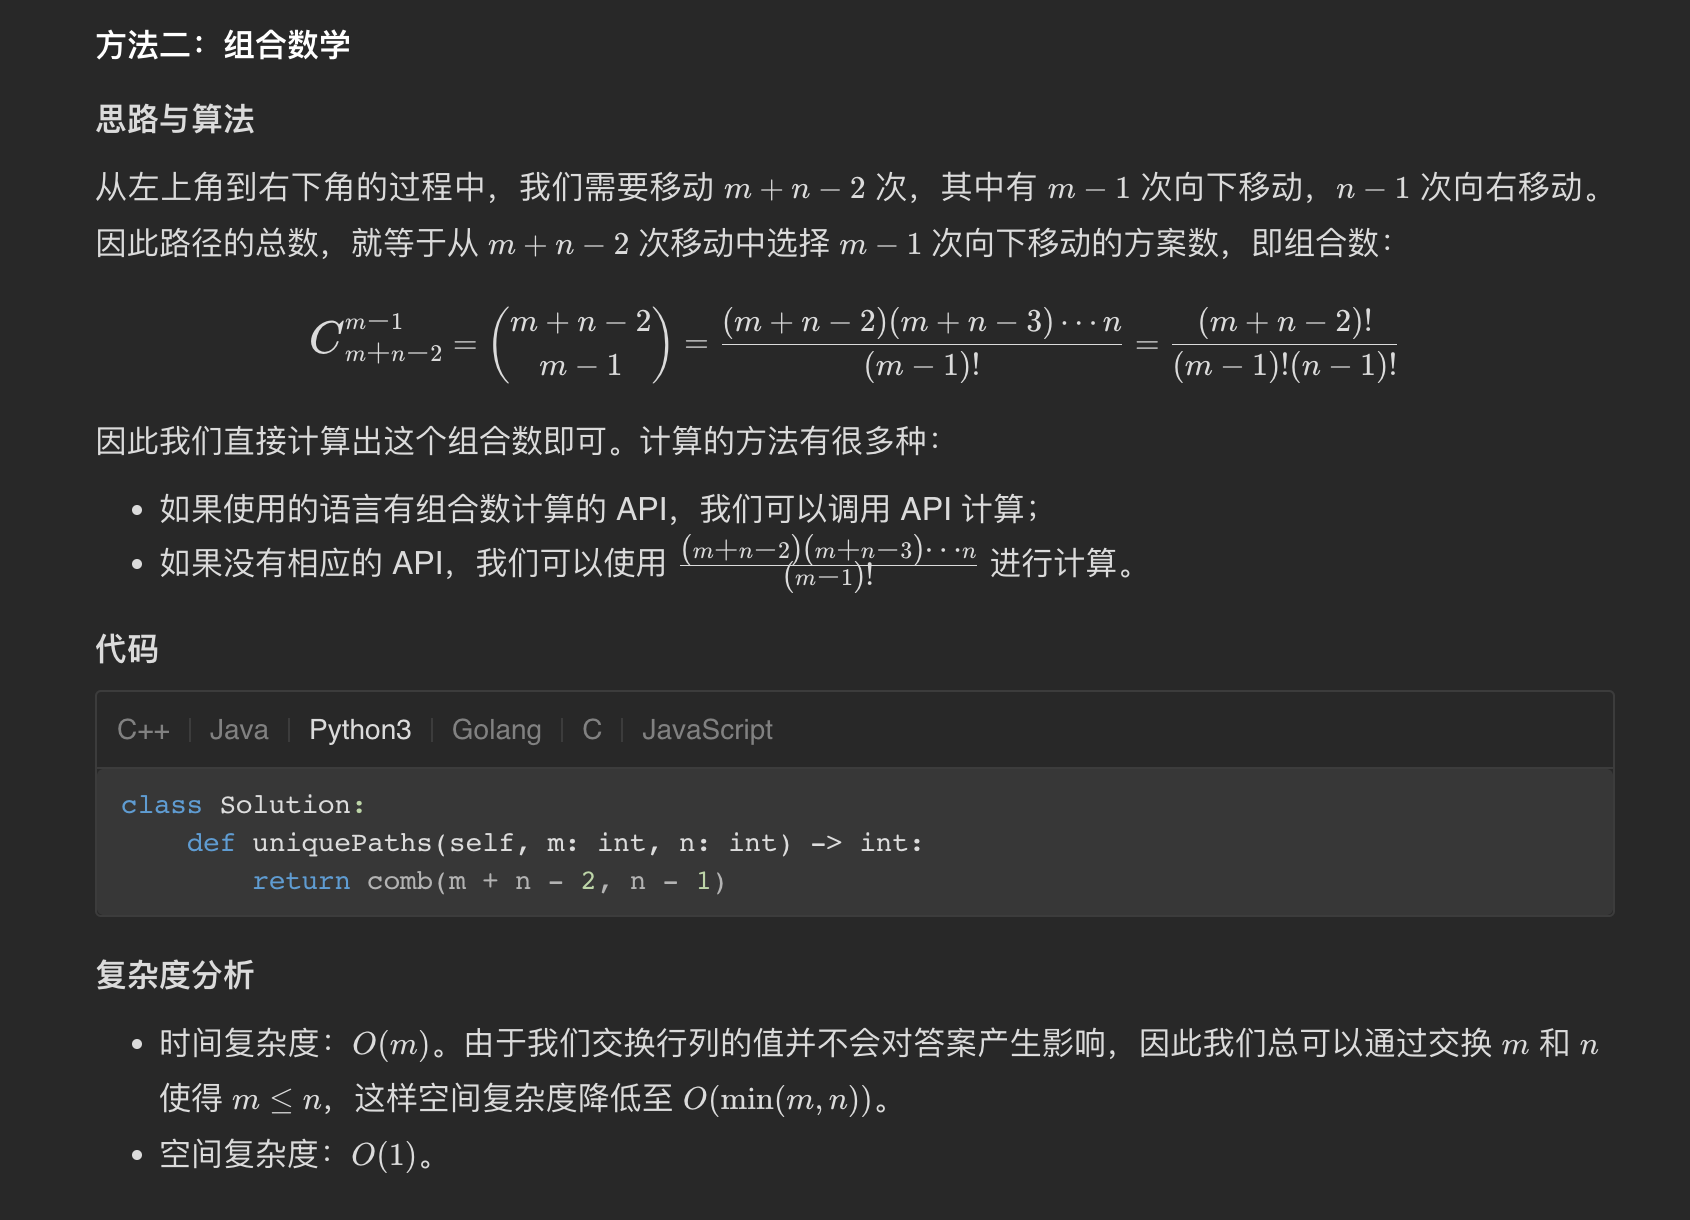 方法二：组合数学
思路与算法
从左上角到右下角的过程中，我们需要移动 m + n − 2 次，其中有 m − 1 次向下移动，n − 1 次向右移动。
因此路径的总数，就等于从 m + n − 2 次移动中选择 m − 1 次向下移动的方案数，即组合数：
$C_{m+n-2}^{m-1} = \binom{m+n-2}{m-1} = \frac{(m+n-2)(m+n-3)\cdots n}{(m-1)!} = \frac{(m+n-2)!}{(m-1)!(n-1)!}$
因此我们直接计算出这个组合数即可。计算的方法有很多种：
• 如果使用的语言有组合数计算的 API，我们可以调用 API 计算；
• 如果没有相应的 API，我们可以使用 $\frac{(m+n-2)(m+n-3)\cdots n}{(m-1)!}$ 进行计算。
代码
C++ | Java | Python3 | Golang | C | JavaScript
class Solution:
    def uniquePaths(self, m: int, n: int) -> int:
        return comb(m + n - 2, n - 1)
复杂度分析
• 时间复杂度：O(m)。由于我们交换行列的值并不会对答案产生影响，因此我们总可以通过交换 m 和 n
使得 m ≤ n，这样空间复杂度降低至 O(min(m, n))。
• 空间复杂度：O(1)。